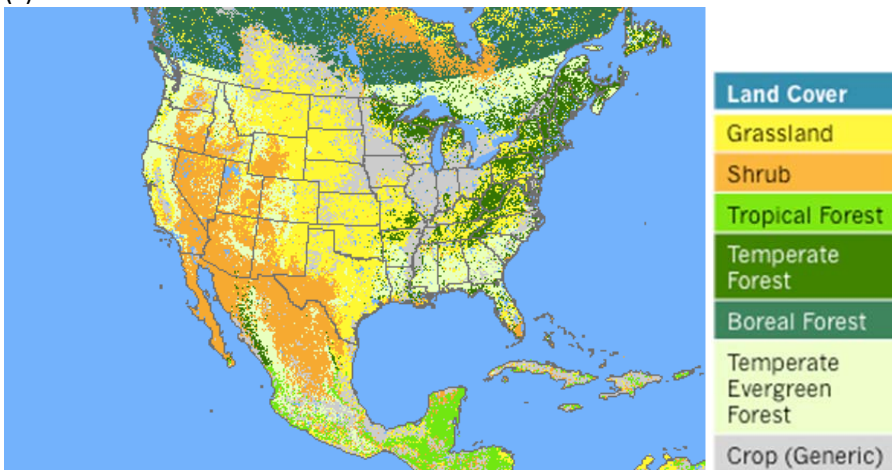 Land Cover
Grassland
Shrub
Tropical Forest
Temperate
Forest
Boreal Forest
Temperate
Evergreen
Forest
Crop (Generic)